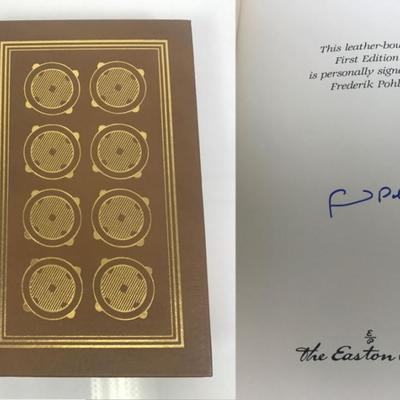 This leather-bou
First Edition
is personally signe
Frederik Pohl
the Easton